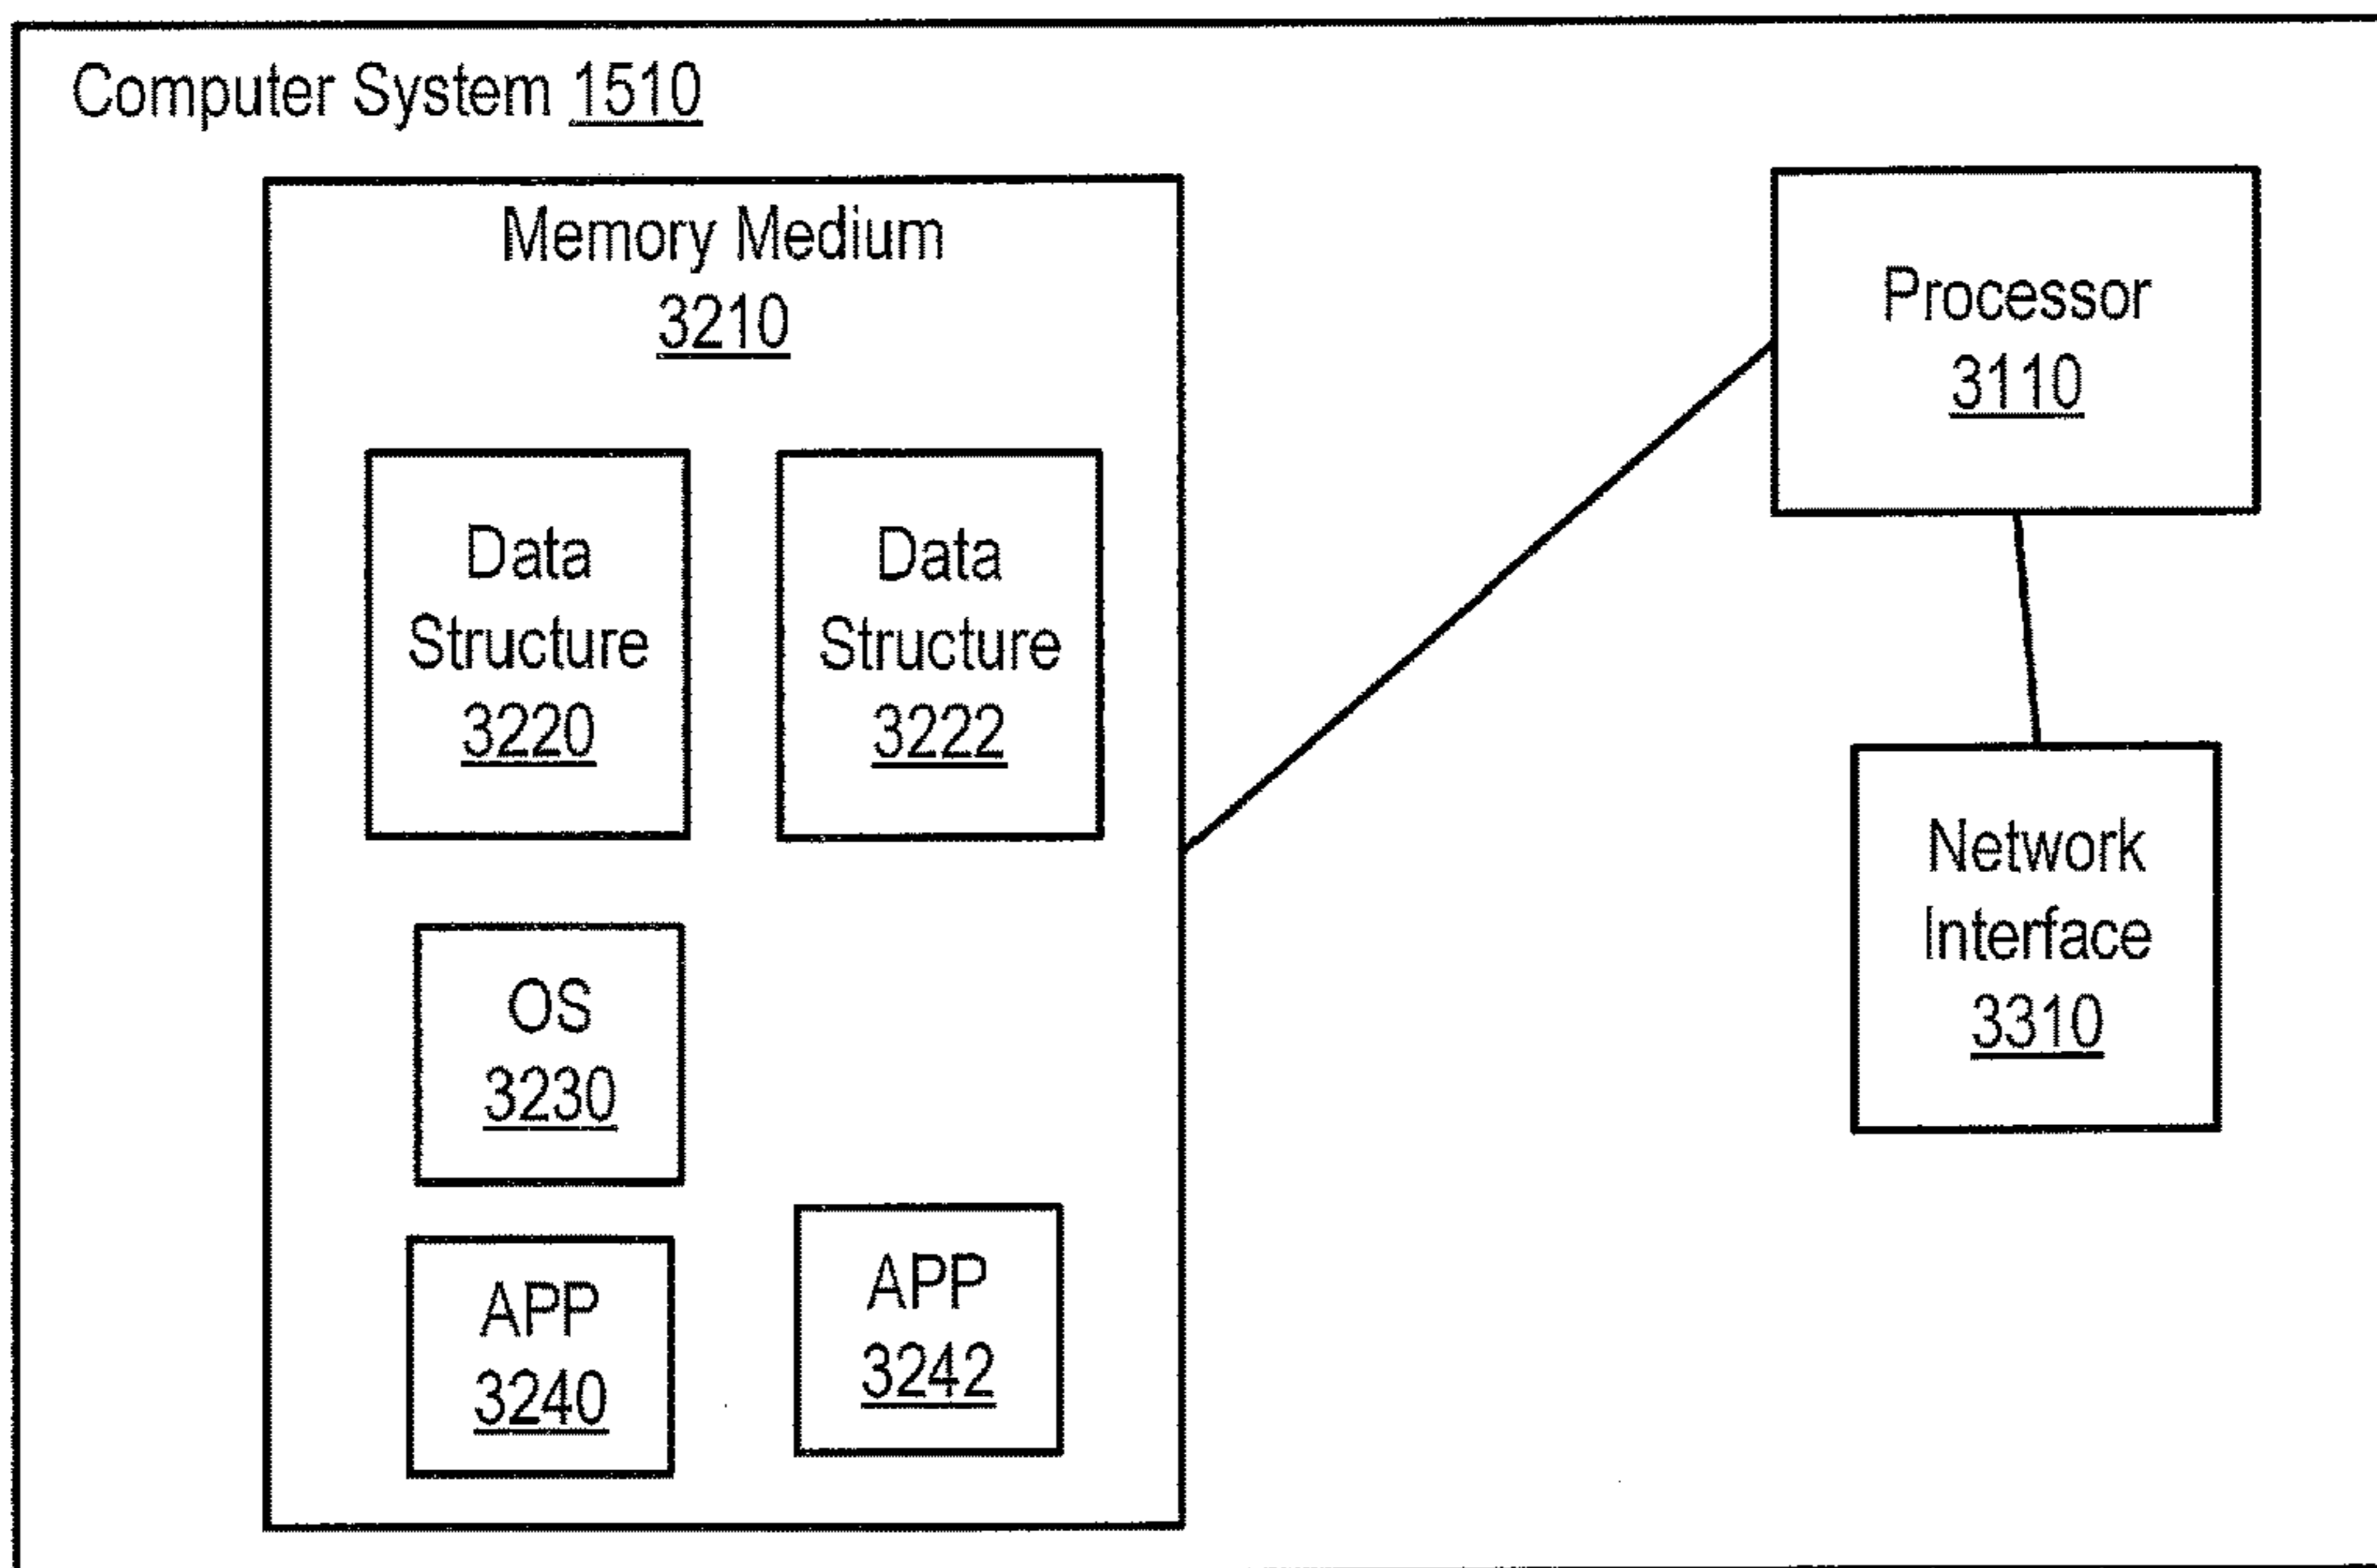 Computer System 1510
Memory Medium
3210
Data
Structure
3220
Data
Structure
3222
OS
3230
APP
3240
APP
3242
Processor
3110
Network
Interface
3310